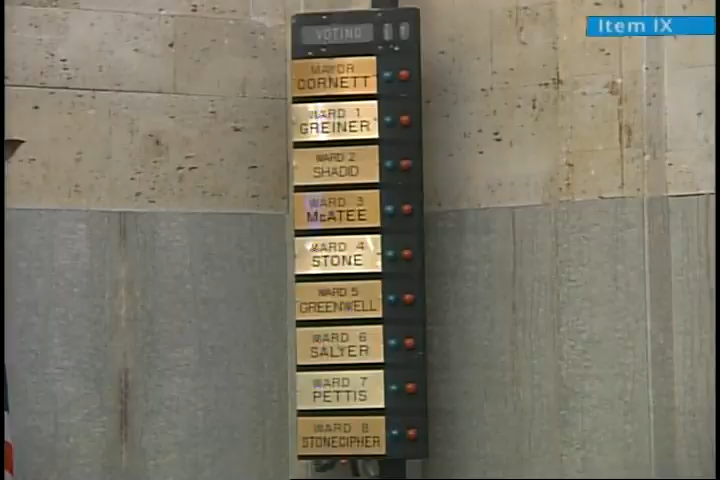 Item IX
VOTING
MAYOR
CORNETT
WARD 1
GREINER
WARD 2
SHADID
WARD 3
McATEE
WARD 4
STONE
WARD 5
GREENWELL
WARD 6
SALYER
WARD 7
PETTIS
WARD 8
STONECIPHER